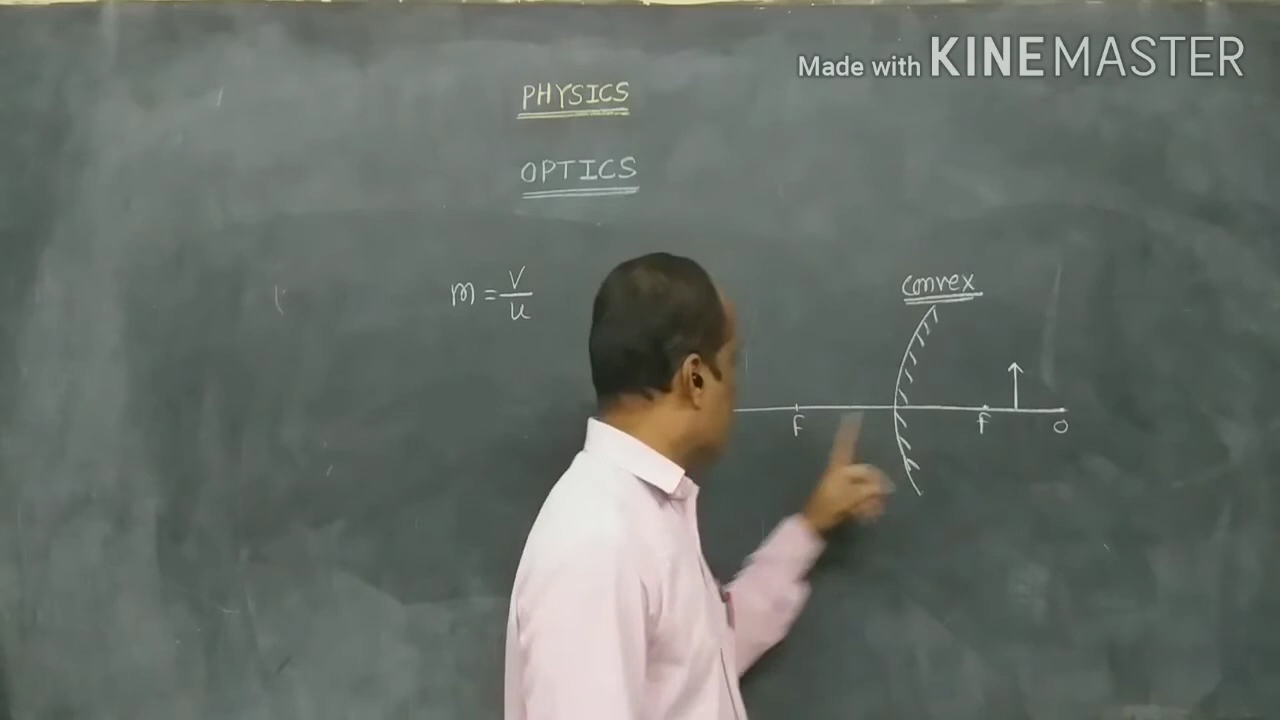 Made with KINEMASTER
PHYSICS
OPTICS
m = v/u
Convex
F
F
O